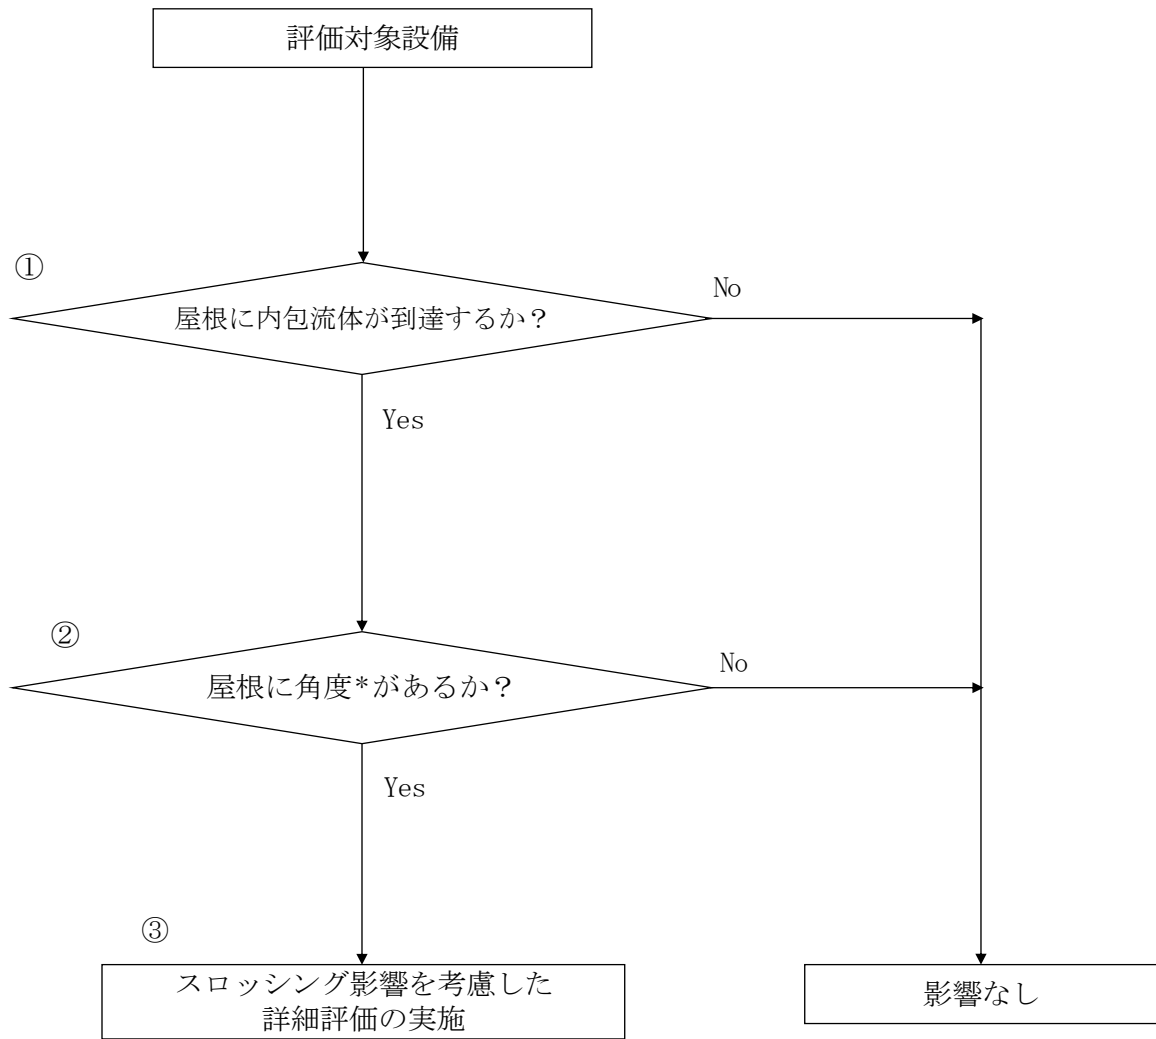 評価対象設備
①
屋根に内包流体が到達するか？
No
Yes
②
屋根に角度*があるか？
No
Yes
③
スロッシング影響を考慮した
詳細評価の実施
影響なし